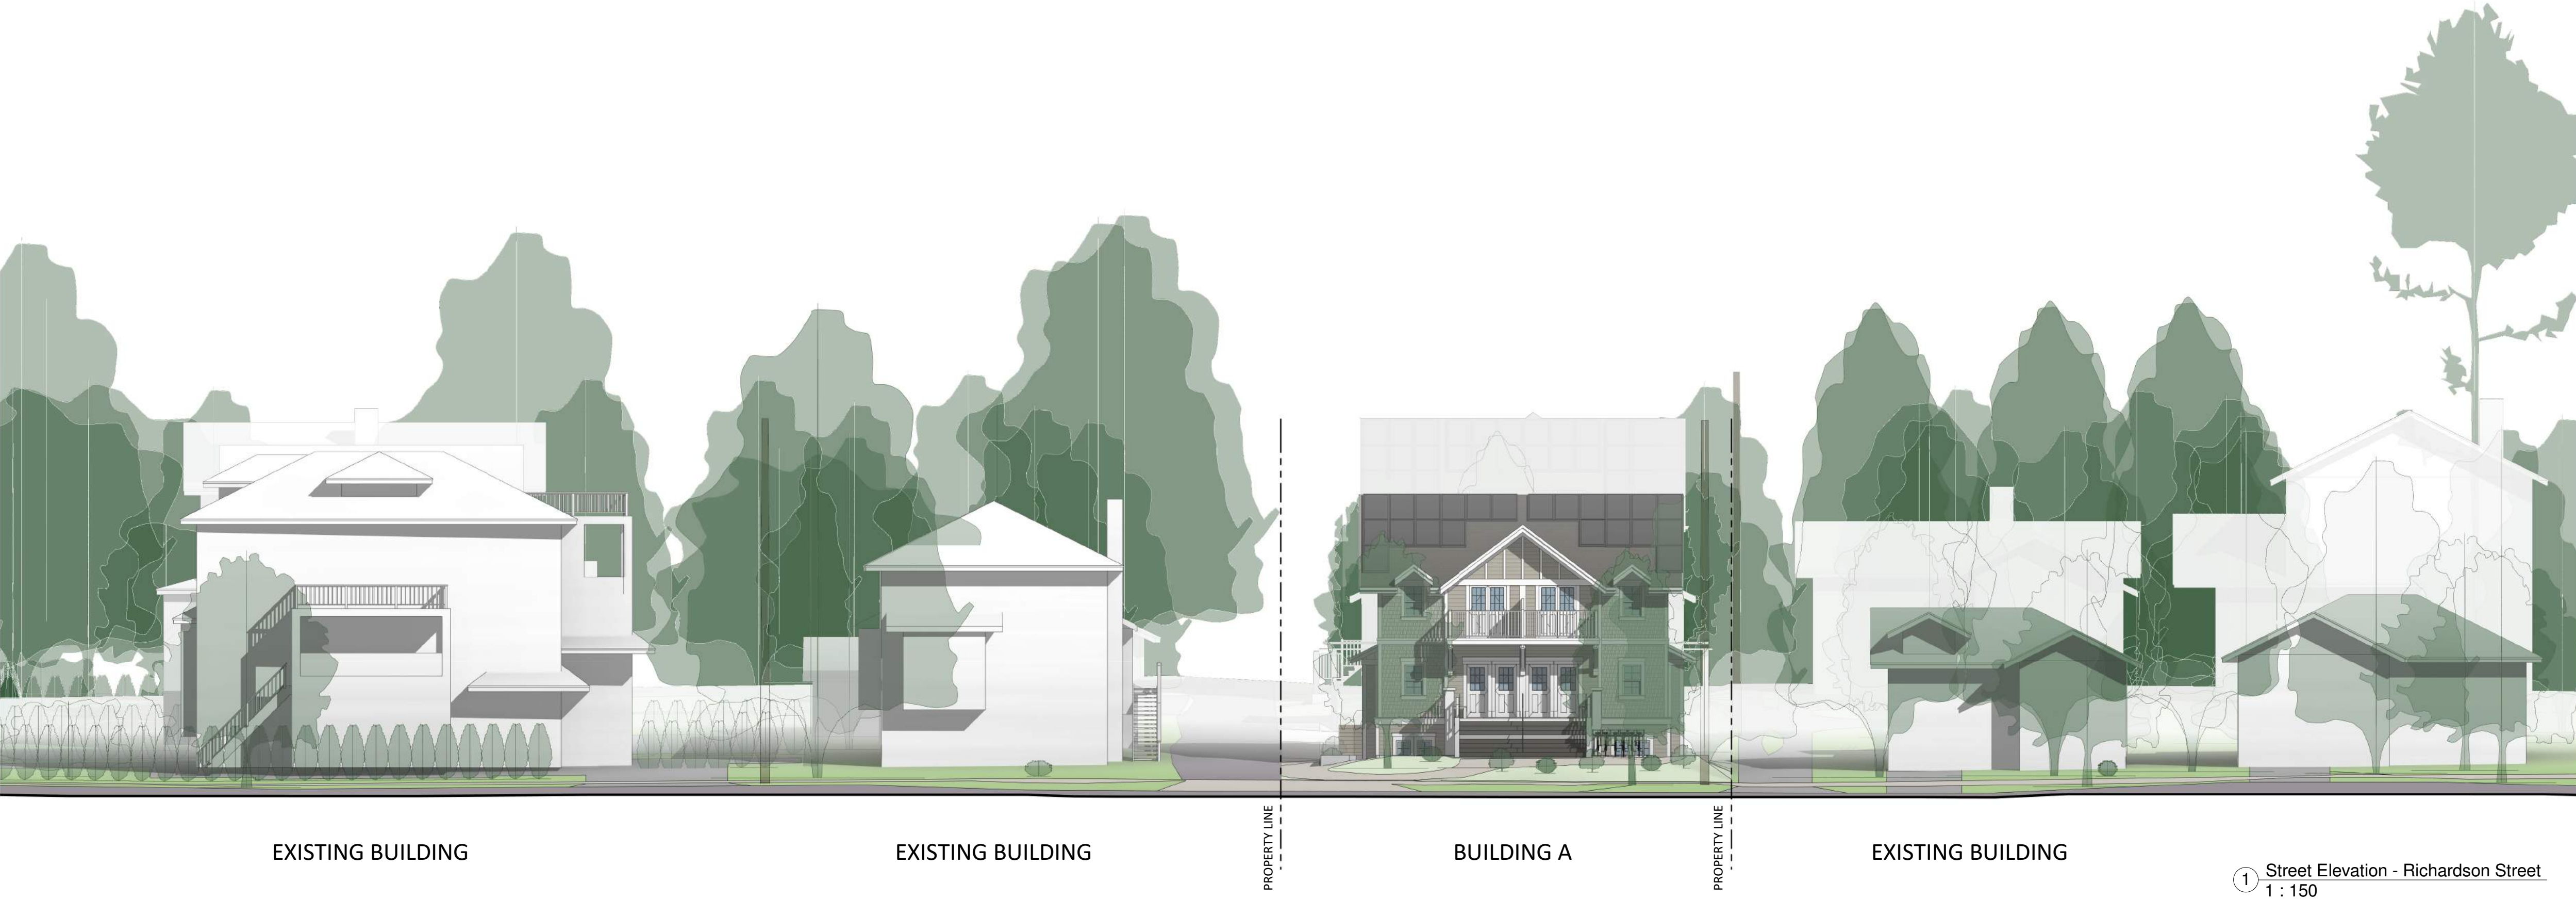 EXISTING BUILDING
EXISTING BUILDING
PROPERTY LINE
BUILDING A
PROPERTY LINE
EXISTING BUILDING
1 Street Elevation - Richardson Street
1 : 150